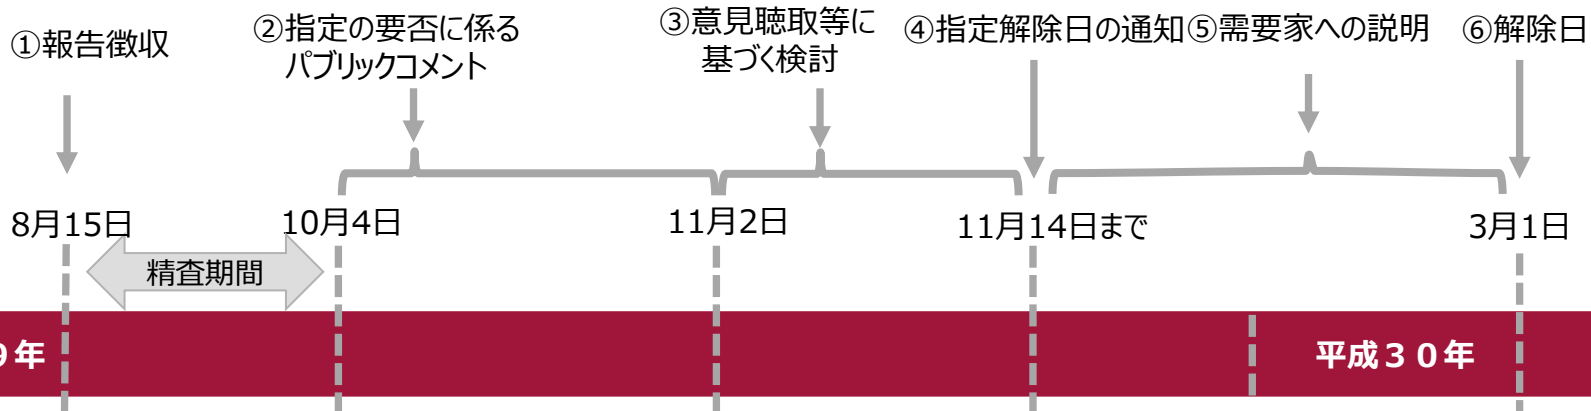 ①報告徴収
②指定の要否に係る
パブリックコメント
③意見聴取等に
基づく検討
④指定解除日の通知
⑤需要家への説明
⑥解除日
8月15日
10月4日
11月2日
11月14日まで
3月1日
精査期間
9年
平成30年